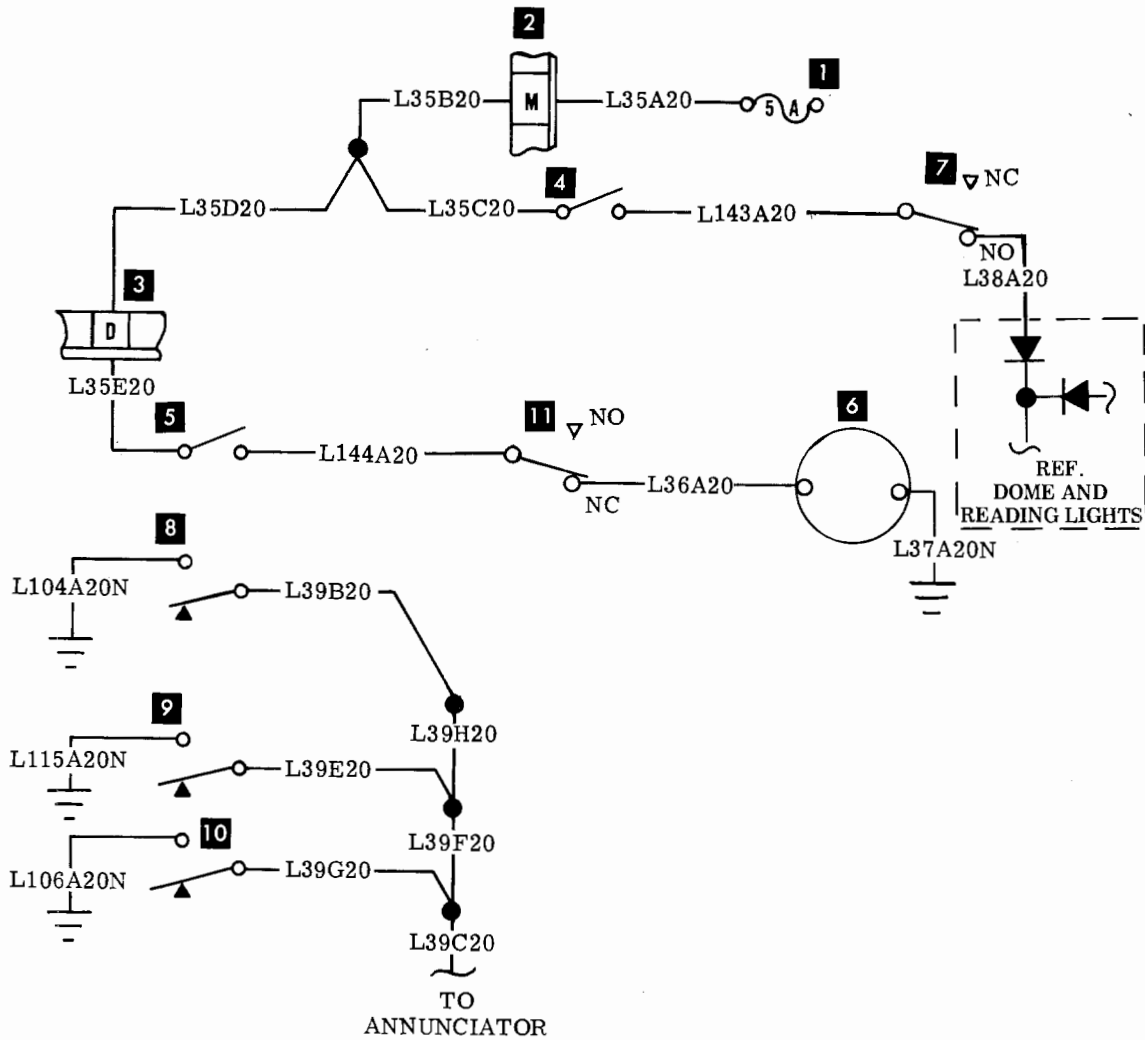 2
1
L35B20
M
L35A20
5 A
4
7
NC
L35D20
L35C20
L143A20
NO
L38A20
3
D
L35E20
5
11
NO
6
L144A20
NC
L36A20
REF.
DOME AND
READING LIGHTS
L37A20N
8
L104A20N
L39B20
9
L39H20
L115A20N
L39E20
10
L39F20
L106A20N
L39G20
L39C20
TO
ANNUNCIATOR